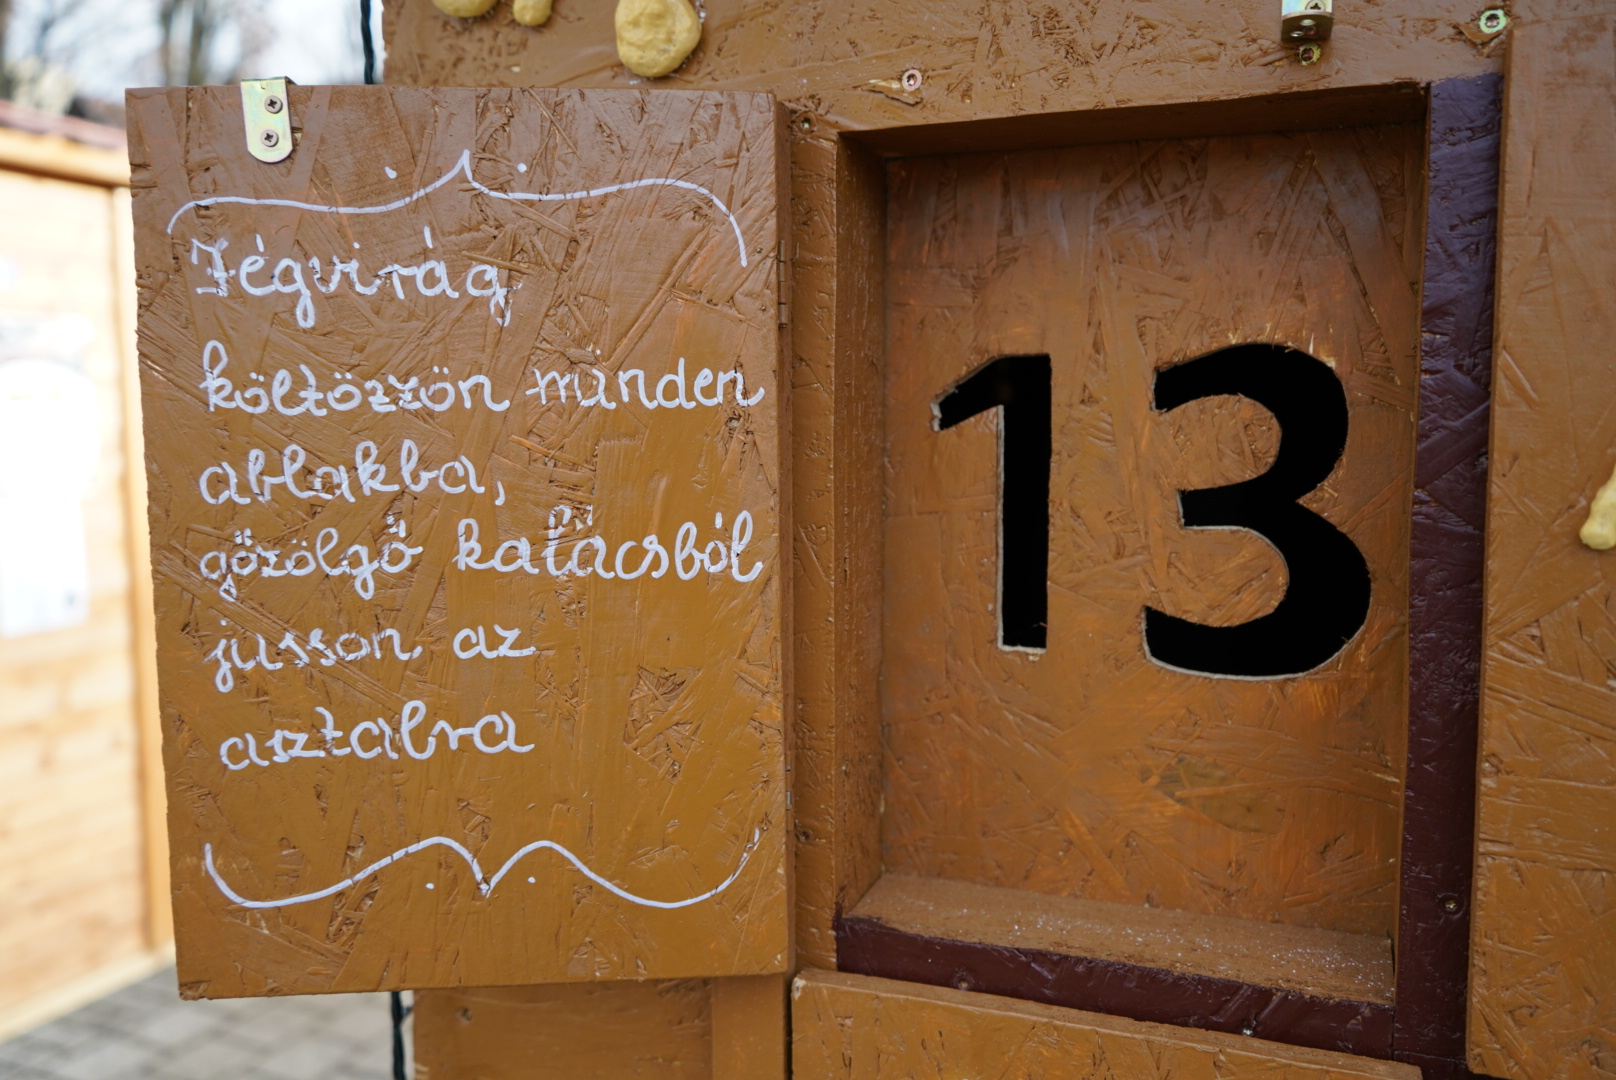 Jégvirág
költözzön minden
ablakba,
gőzölgő kalácsból
jusson az
asztalra
13